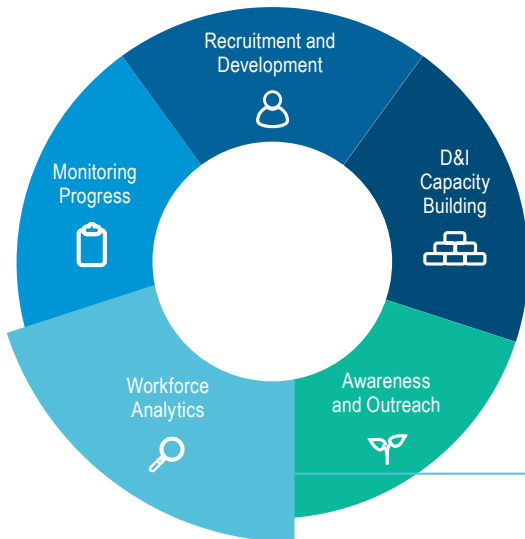 Recruitment and
Development
D&I
Capacity
Building
Awareness
and Outreach
Workforce
Analytics
Monitoring
Progress